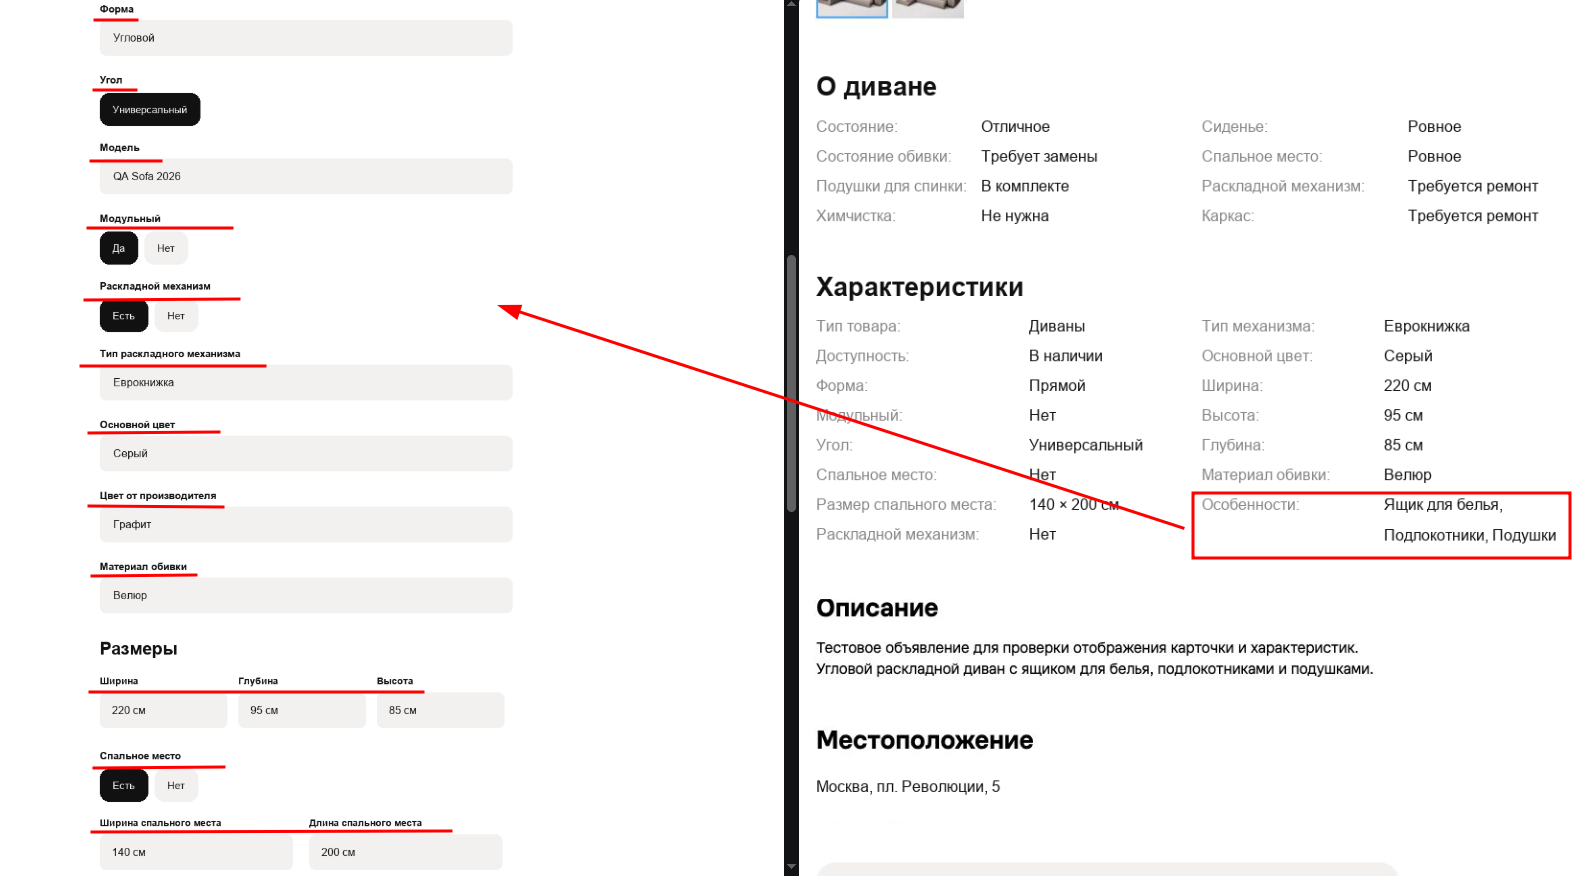 Форма
Угловой
Угол
Универсальный
Модель
QA Sofa 2026
Модульный
Да
Нет
Раскладной механизм
Есть
Нет
Тип раскладного механизма
Еврокнижка
Основной цвет
Серый
Цвет от производителя
Графит
Материал обивки
Велюр
Размеры
Ширина Глубина Высота
220 см 95 см 85 см
Спальное место
Есть
Нет
Ширина спального места Длина спального места
140 см 200 см
О диване
Состояние: Отличное Сиденье: Ровное
Состояние обивки: Требует замены Спальное место: Ровное
Подушки для спинки: В комплекте Раскладной механизм: Требуется ремонт
Химчистка: Не нужна Каркас: Требуется ремонт
Характеристики
Тип товара: Диваны Тип механизма: Еврокнижка
Доступность: В наличии Основной цвет: Серый
Форма: Прямой Ширина: 220 см
Модульный: Нет Высота: 95 см
Угол: Универсальный Глубина: 85 см
Спальное место: Нет Материал обивки: Велюр
Размер спального места: 140 × 200 см Особенности: Ящик для белья,
Раскладной механизм: Нет Подлокотники, Подушки
Описание
Тестовое объявление для проверки отображения карточки и характеристик.
Угловой раскладной диван с ящиком для белья, подлокотниками и подушками.
Местоположение
Москва, пл. Революции, 5